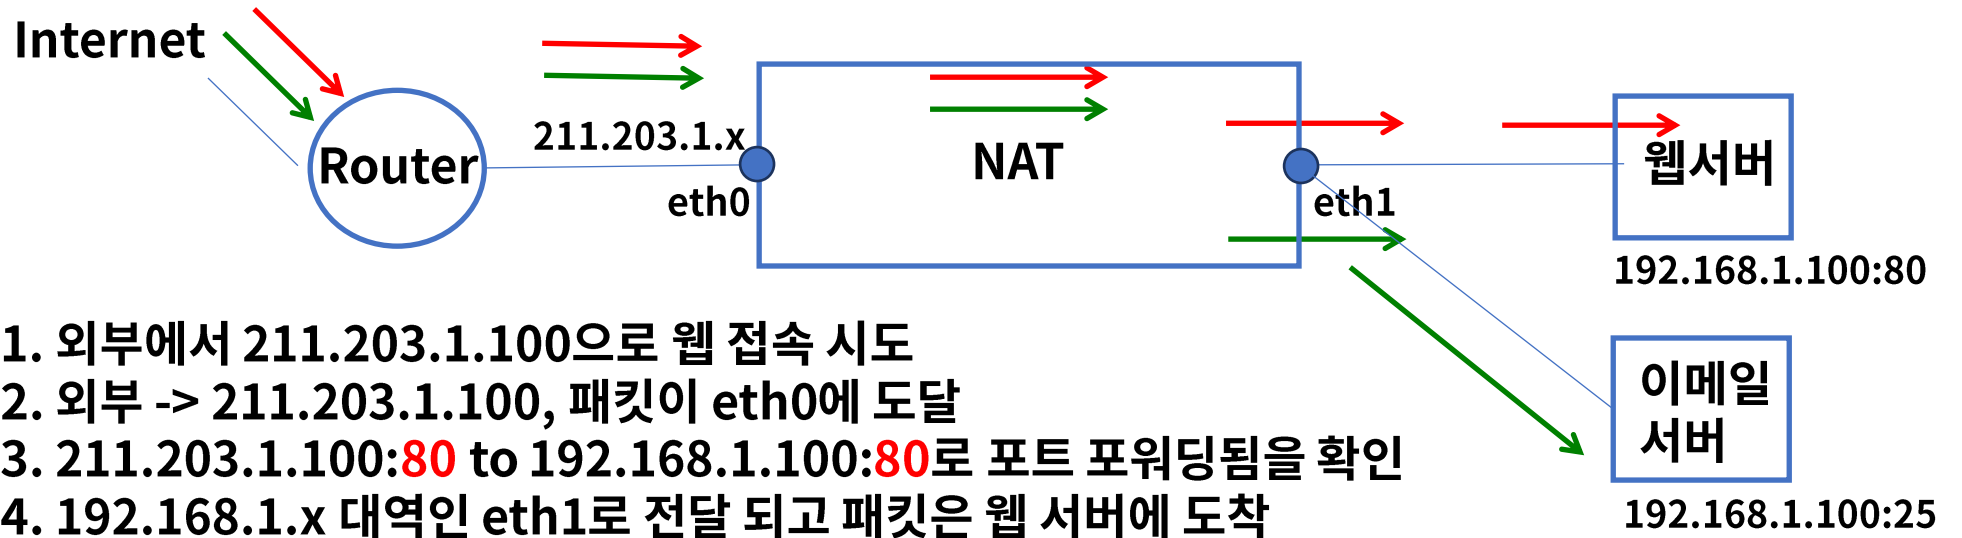 Internet
Router
211.203.1.x
eth0
NAT
eth1
웹서버
192.168.1.100:80
이메일
서버
192.168.1.100:25
1. 외부에서 211.203.1.100으로 웹 접속 시도
2. 외부 -> 211.203.1.100, 패킷이 eth0에 도달
3. 211.203.1.100:80 to 192.168.1.100:80로 포트 포워딩됨을 확인
4. 192.168.1.x 대역인 eth1로 전달 되고 패킷은 웹 서버에 도착